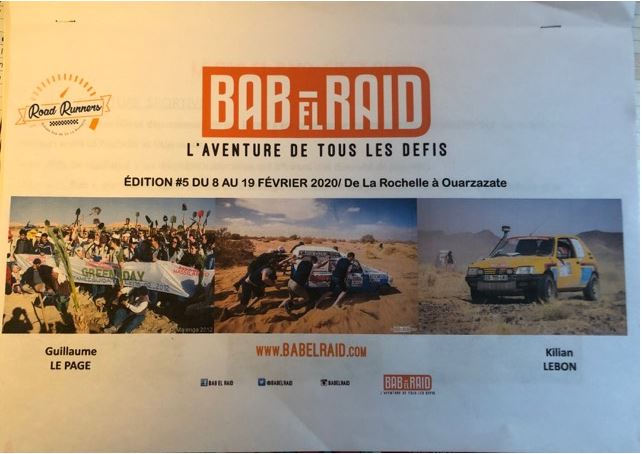 Road Runners
BAB EL RAID
L'AVENTURE DE TOUS LES DEFIS
ÉDITION #5 DU 8 AU 19 FÉVRIER 2020/ De La Rochelle à Ouarzazate
GREEN DAY
Guillaume
LE PAGE
WWW.BABELRAID.COM
Kilian
LEBON
BAB EL RAID
@BABELRAID
BABELRAID
BAB EL RAID
L'AVENTURE DE TOUS LES DEFIS